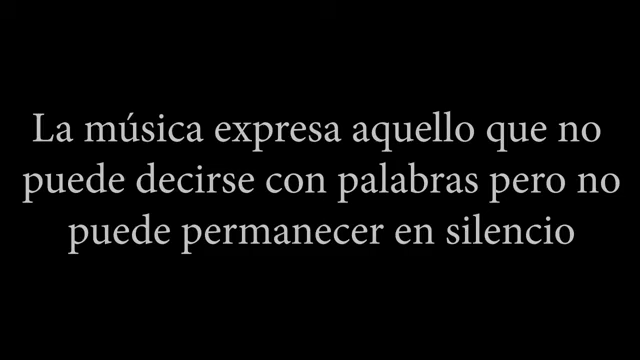 La música expresa aquello que no
puede decirse con palabras pero no
puede permanecer en silencio